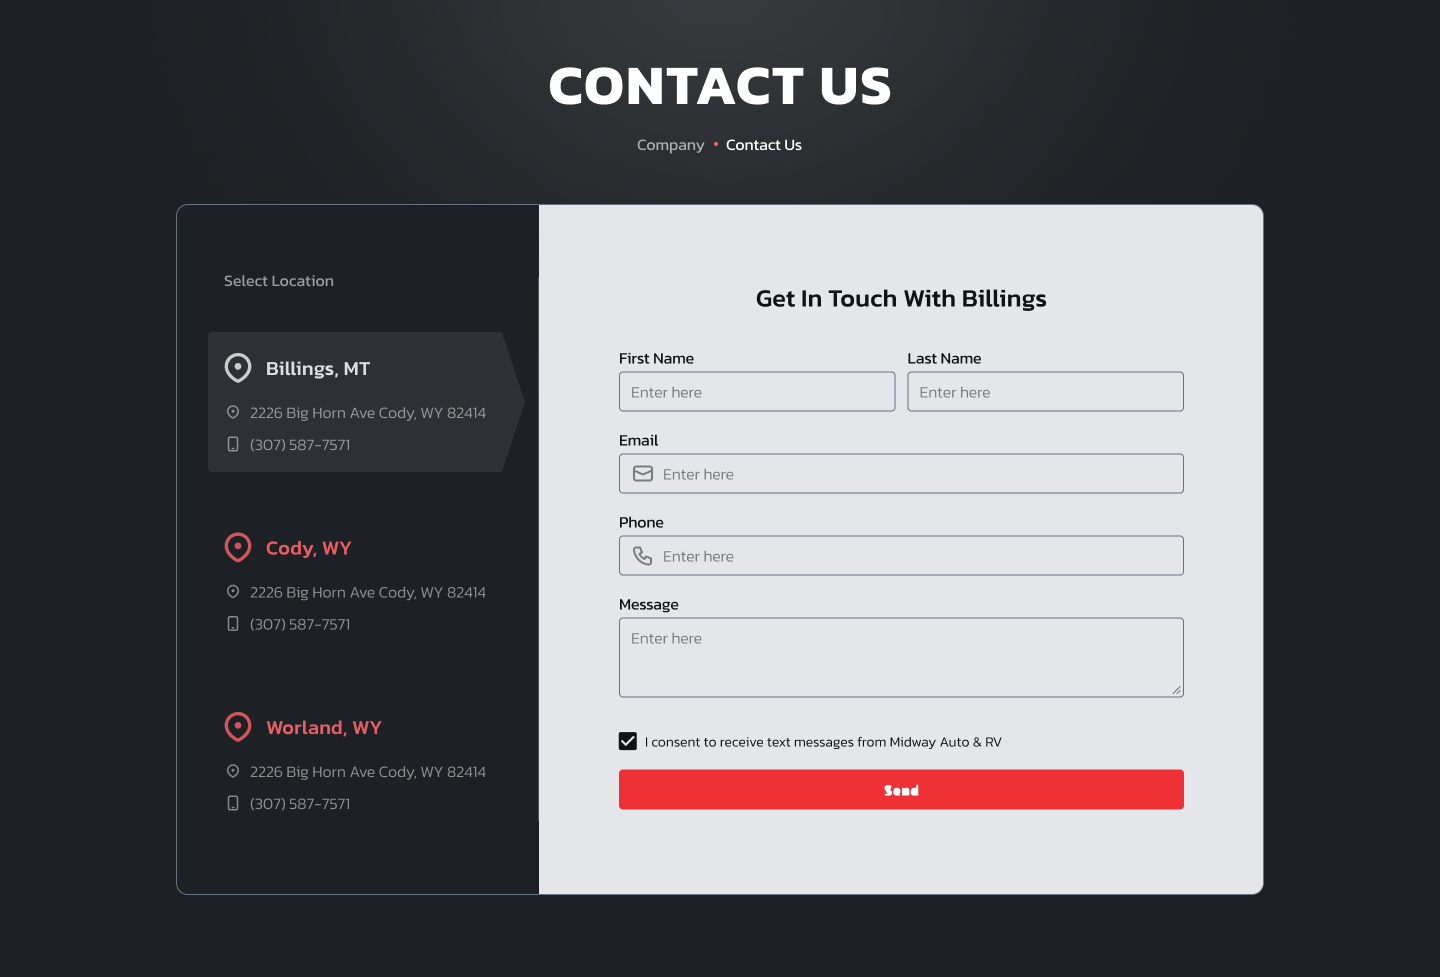 CONTACT US
Company • Contact Us
Select Location
Billings, MT
2226 Big Horn Ave Cody, WY 82414
(307) 587-7571
Cody, WY
2226 Big Horn Ave Cody, WY 82414
(307) 587-7571
Worland, WY
2226 Big Horn Ave Cody, WY 82414
(307) 587-7571
Get In Touch With Billings
First Name Last Name
Enter here Enter here
Email
Enter here
Phone
Enter here
Message
Enter here
I consent to receive text messages from Midway Auto & RV
Send